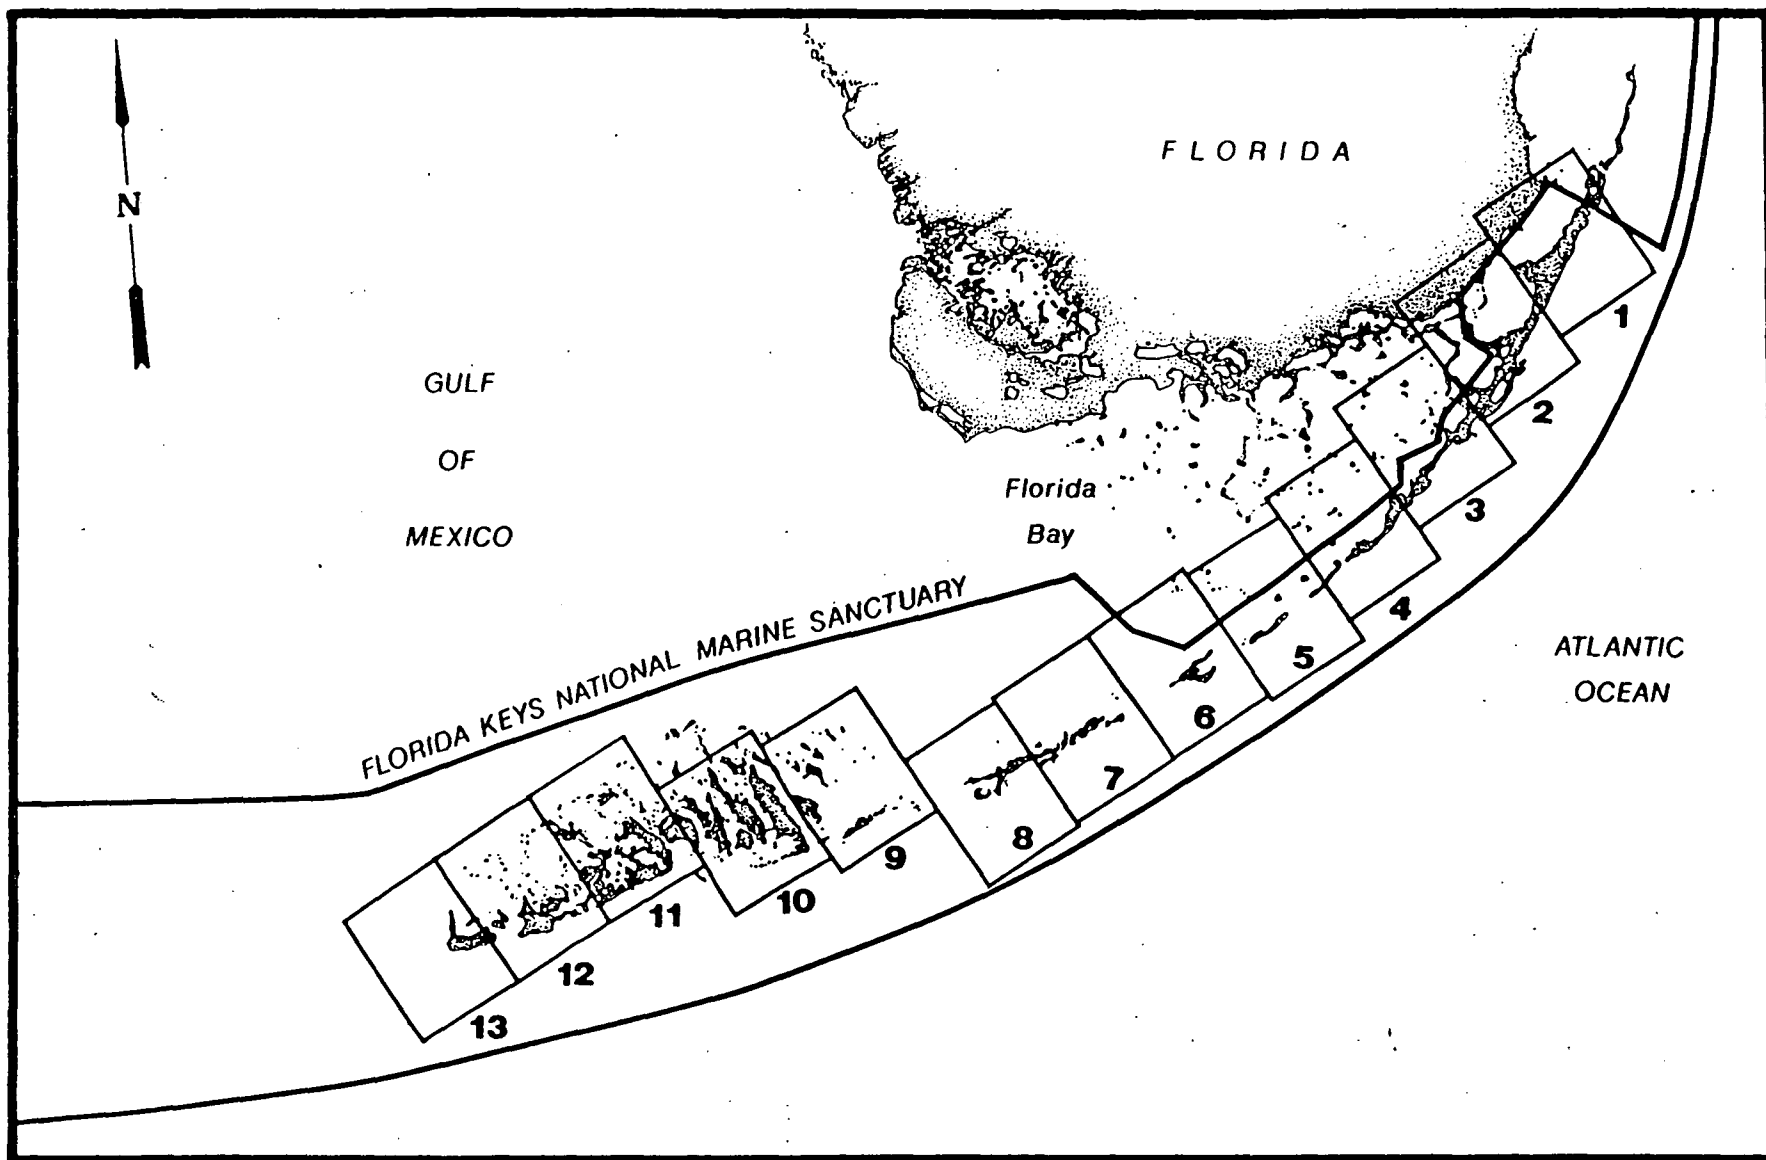 N
FLORIDA
GULF
OF
MEXICO
Florida
Bay
FLORIDA KEYS NATIONAL MARINE SANCTUARY
ATLANTIC
OCEAN
1
2
3
4
5
6
7
8
9
10
11
12
13